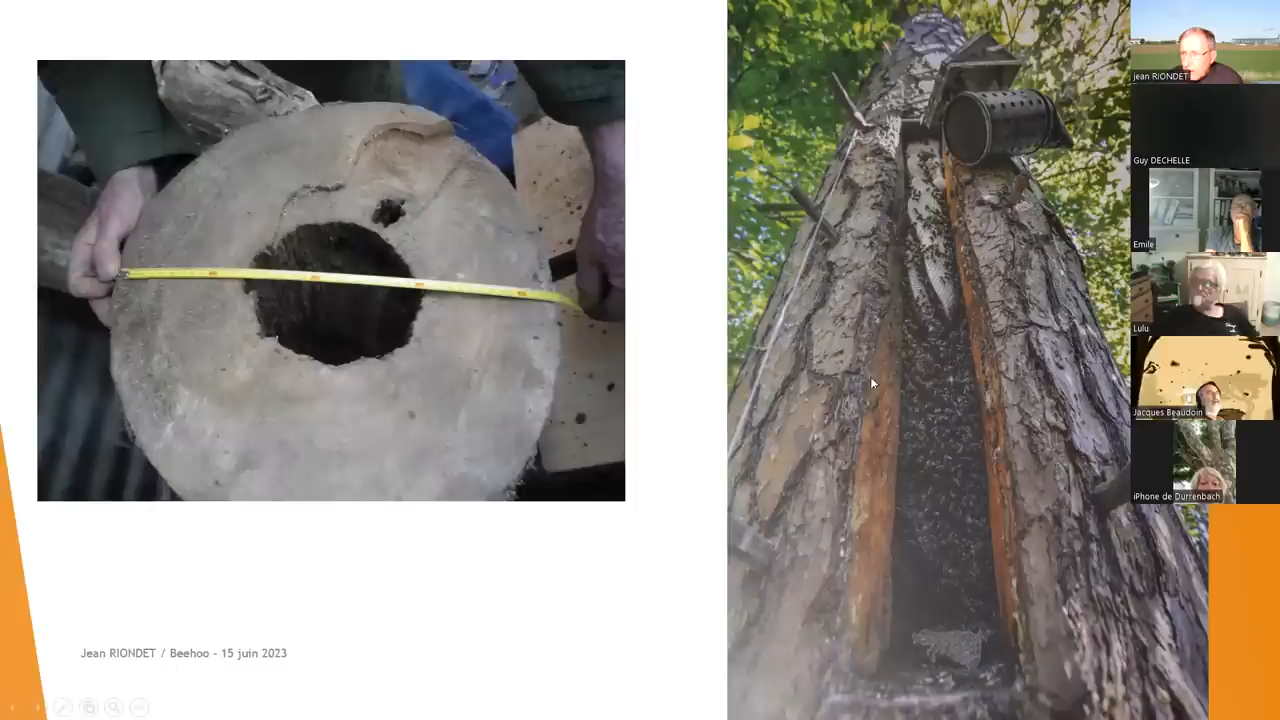 jean RIONDET
Guy DECHELLE
Emile
Lulu
Jacques Beaudoin
iPhone de Durrenbach
Jean RIONDET / Beehoo - 15 juin 2023